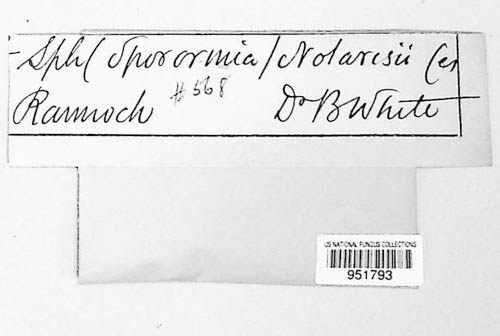 - Sph (Sporormia) Notarisii Ces
Rannoch #568 Dr B White
US NATIONAL FUNGUS COLLECTIONS
951793